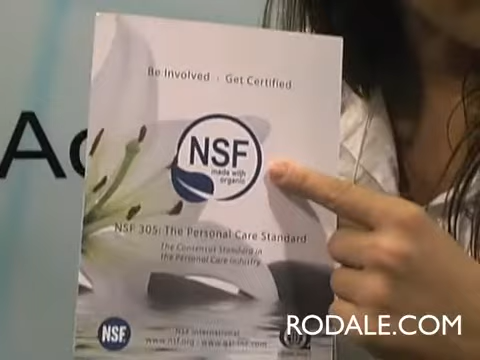 Be Involved · Get Certified
Ac
NSF
made with
organic
NSF 305: The Personal Care Standard
The Consensus Standard in
the Personal Care Industry
NSF
NSF International
RODALE.COM